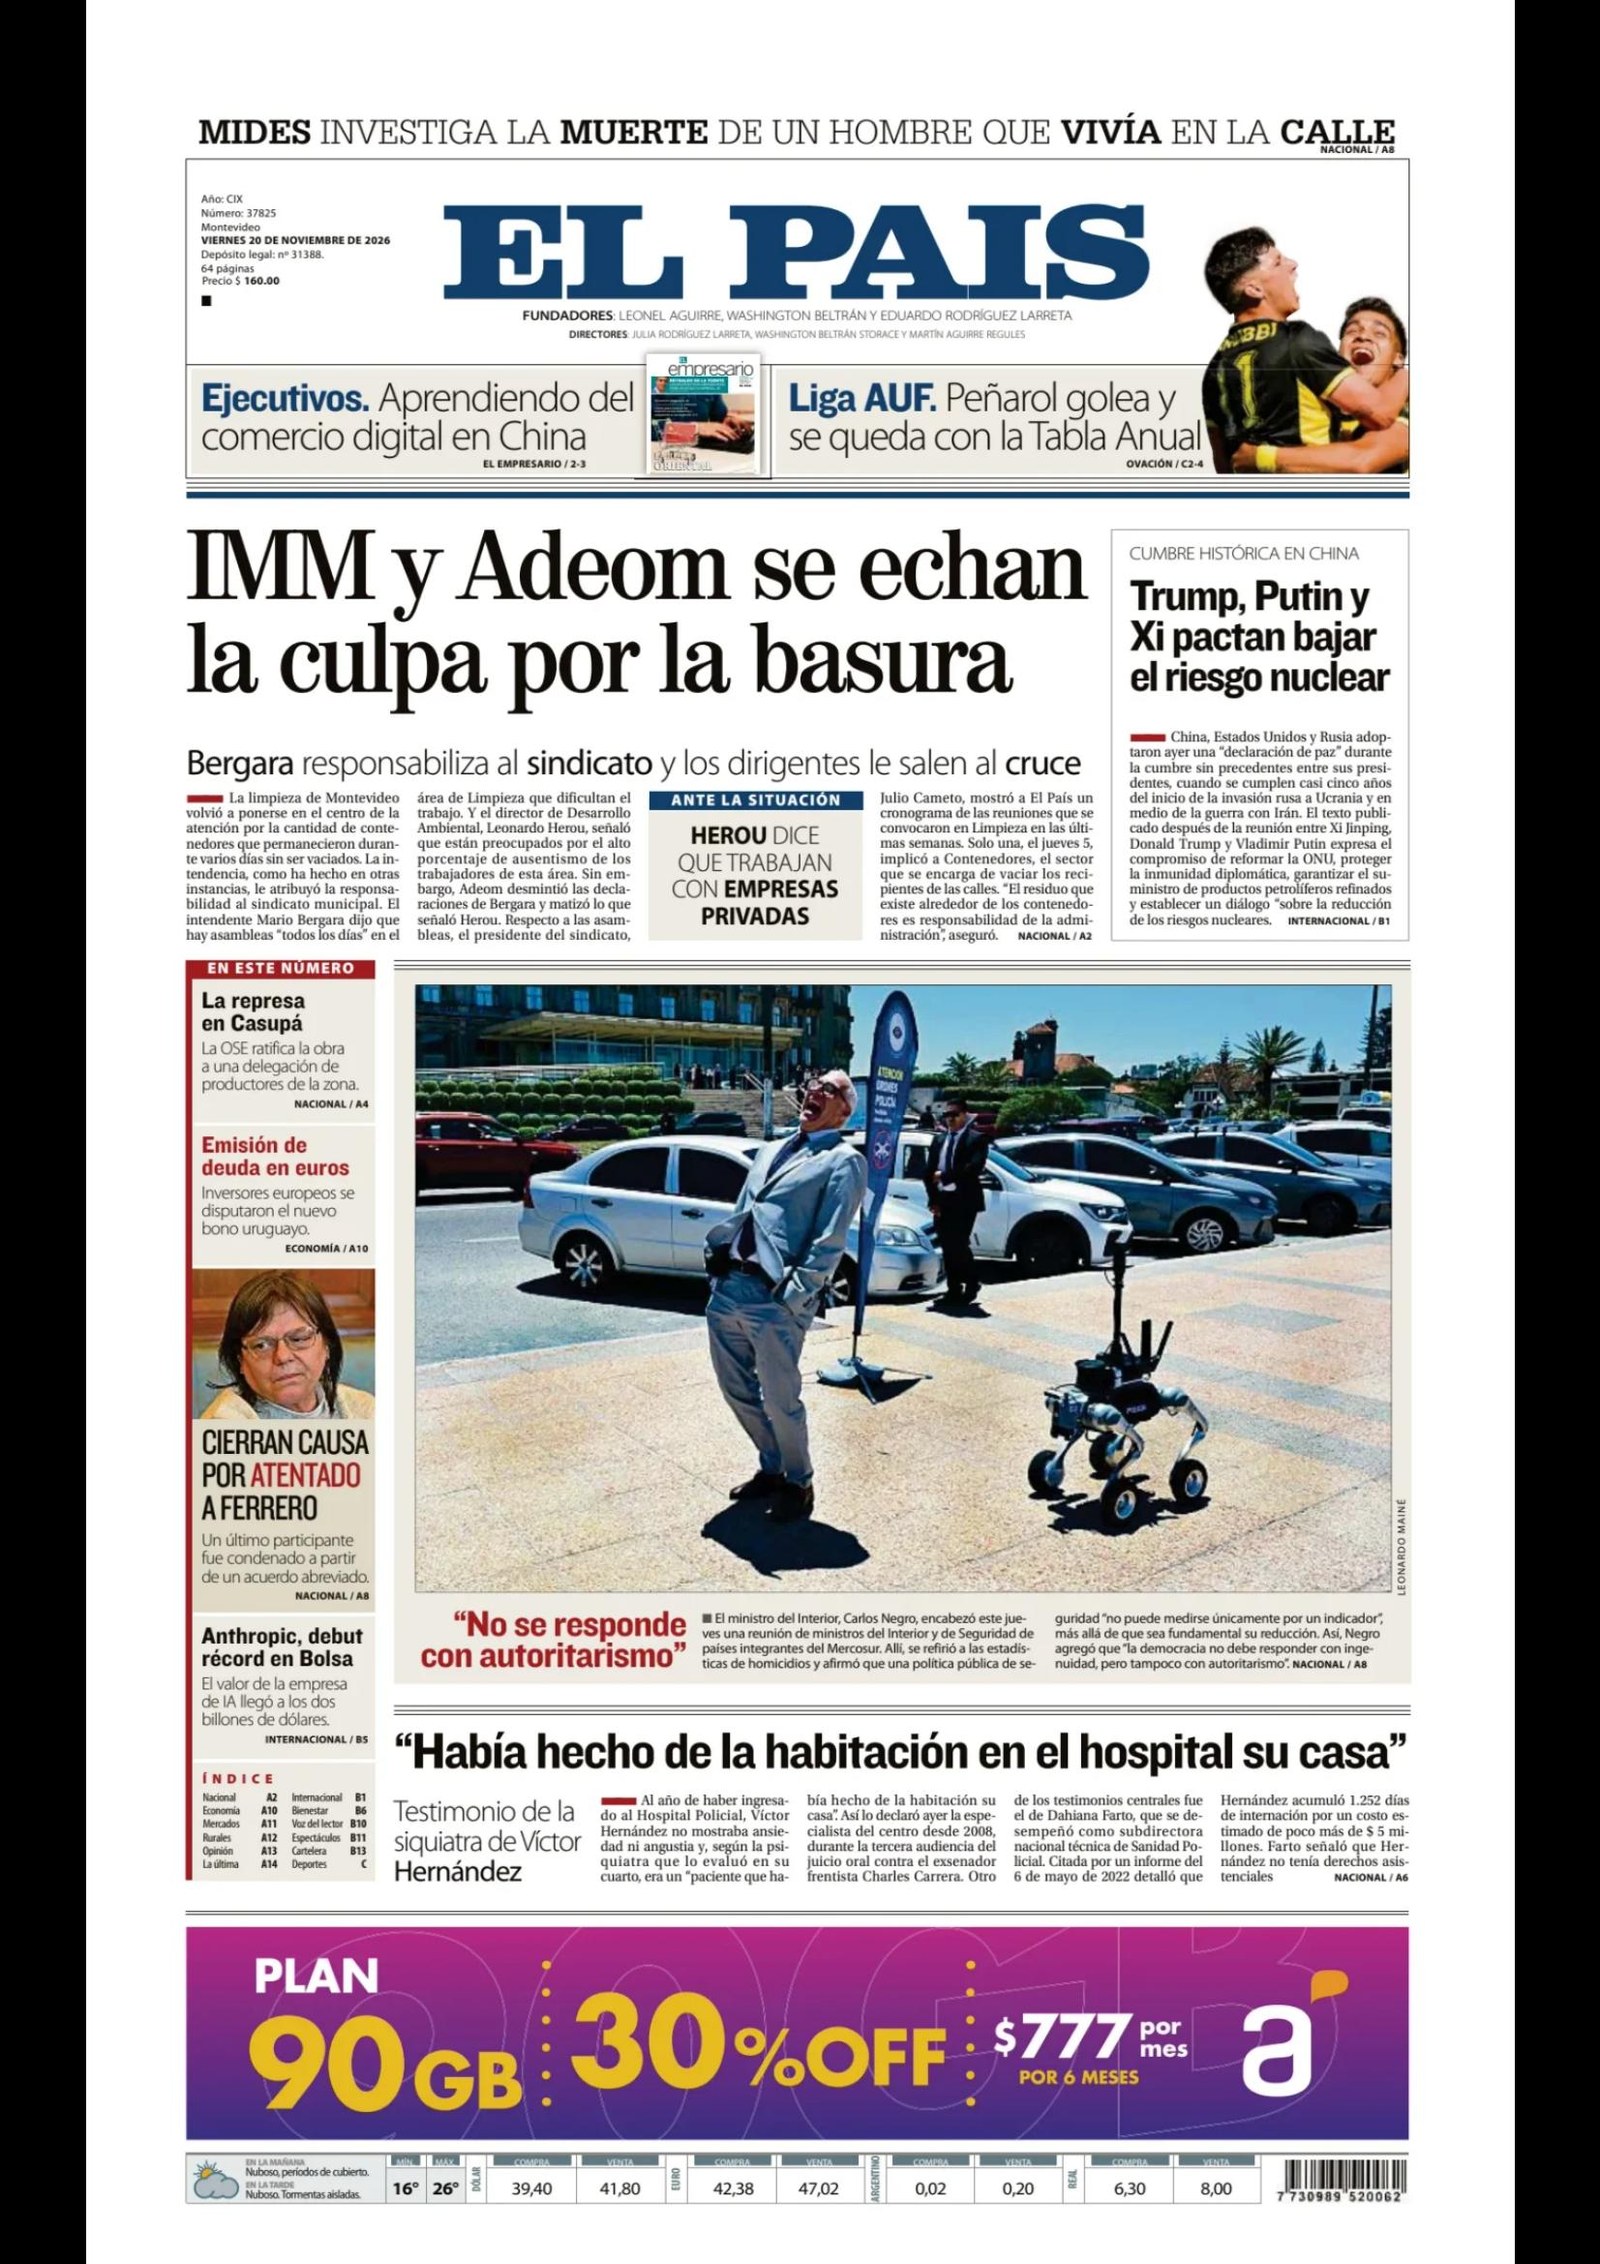 MIDES INVESTIGA LA MUERTE DE UN HOMBRE QUE VIVÍA EN LA CALLE
NACIONAL / A8
Año: CIX
Número: 37825
Montevideo
VIERNES 20 DE NOVIEMBRE DE 2026
Depósito legal: nº 31388.
64 páginas
Precio $ 160.00
EL PAIS
FUNDADORES: LEONEL AGUIRRE, WASHINGTON BELTRÁN Y EDUARDO RODRÍGUEZ LARRETA
DIRECTORES: JULIA RODRÍGUEZ LARRETA, WASHINGTON BELTRÁN STORACE Y MARTÍN AGUIRRE REGULES
Ejecutivos. Aprendiendo del
comercio digital en China
EL EMPRESARIO / 2-3
EL
empresario
Liga AUF. Peñarol golea y
se queda con la Tabla Anual
OVACIÓN / C2-4
1
IMM y Adeom se echan
la culpa por la basura
Bergara responsabiliza al sindicato y los dirigentes le salen al cruce
La limpieza de Montevideo
volvió a ponerse en el centro de la
atención por la cantidad de conte-
nedores que permanecieron duran-
te varios días sin ser vaciados. La in-
tendencia, como ha hecho en otras
instancias, le atribuyó la responsa-
bilidad al sindicato municipal. El
intendente Mario Bergara dijo que
hay asambleas “todos los días” en el
área de Limpieza que dificultan el
trabajo. Y el director de Desarrollo
Ambiental, Leonardo Herou, señaló
que están preocupados por el alto
porcentaje de ausentismo de los
trabajadores de esta área. Sin em-
bargo, Adeom desmintió las decla-
raciones de Bergara y matizó lo que
señaló Herou. Respecto a las asam-
bleas, el presidente del sindicato,
ANTE LA SITUACIÓN
HEROU DICE
QUE TRABAJAN
CON EMPRESAS
PRIVADAS
Julio Cameto, mostró a El País un
cronograma de las reuniones que se
convocaron en Limpieza en las últi-
mas semanas. Solo una, el jueves 5,
implicó a Contenedores, el sector
que se encarga de vaciar los reci-
pientes de las calles. “El residuo que
existe alrededor de los contenedo-
res es responsabilidad de la admi-
nistración”, aseguró. NACIONAL / A2
CUMBRE HISTÓRICA EN CHINA
Trump, Putin y
Xi pactan bajar
el riesgo nuclear
China, Estados Unidos y Rusia adop-
taron ayer una “declaración de paz” durante
la cumbre sin precedentes entre sus presi-
dentes, cuando se cumplen casi cinco años
del inicio de la invasión rusa a Ucrania y en
medio de la guerra con Irán. El texto publi-
cado después de la reunión entre Xi Jinping,
Donald Trump y Vladimir Putin expresa el
compromiso de reformar la ONU, proteger
la inmunidad diplomática, garantizar el su-
ministro de productos petrolíferos refinados
y establecer un diálogo “sobre la reducción
de los riesgos nucleares. INTERNACIONAL / B1
EN ESTE NÚMERO
La represa
en Casupá
La OSE ratifica la obra
a una delegación de
productores de la zona.
NACIONAL / A4
Emisión de
deuda en euros
Inversores europeos se
disputaron el nuevo
bono uruguayo.
ECONOMÍA / A10
CIERRAN CAUSA
POR ATENTADO
A FERRERO
Un último participante
fue condenado a partir
de un acuerdo abreviado.
NACIONAL / A8
Anthropic, debut
récord en Bolsa
El valor de la empresa
de IA llegó a los dos
billones de dólares.
INTERNACIONAL / B5
ÍNDICE
Nacional A2 Internacional B1
Economía A10 Bienestar B6
Mercados A11 Voz del lector B10
Rurales A12 Espectáculos B11
Opinión A13 Cartelera B13
La última A14 Deportes C
ATENCIÓN
DRONES
POLICÍA
LEONARDO MAINÉ
“No se responde
con autoritarismo”
El ministro del Interior, Carlos Negro, encabezó este jue-
ves una reunión de ministros del Interior y de Seguridad de
países integrantes del Mercosur. Allí, se refirió a las estadís-
ticas de homicidios y afirmó que una política pública de se-
guridad “no puede medirse únicamente por un indicador”,
más allá de que sea fundamental su reducción. Así, Negro
agregó que “la democracia no debe responder con inge-
nuidad, pero tampoco con autoritarismo”. NACIONAL / A8
“Había hecho de la habitación en el hospital su casa”
Testimonio de la
siquiatra de Víctor
Hernández
Al año de haber ingresa-
do al Hospital Policial, Víctor
Hernández no mostraba ansie-
dad ni angustia y, según la psi-
quiatra que lo evaluó en su
cuarto, era un “paciente que ha-
bía hecho de la habitación su
casa”. Así lo declaró ayer la espe-
cialista del centro desde 2008,
durante la tercera audiencia del
juicio oral contra el exsenador
frentista Charles Carrera. Otro
de los testimonios centrales fue
el de Dahiana Farto, que se de-
sempeñó como subdirectora
nacional técnica de Sanidad Po-
licial. Citada por un informe del
6 de mayo de 2022 detalló que
Hernández acumuló 1.252 días
de internación por un costo es-
timado de poco más de $ 5 mi-
llones. Farto señaló que Her-
nández no tenía derechos asis-
tenciales NACIONAL / A6
PLAN
90GB
30%OFF
$777 por
mes
POR 6 MESES
a
EN LA MAÑANA
Nuboso, períodos de cubierto.
EN LA TARDE
Nuboso. Tormentas aisladas.
MÍN. MÁX.
16° 26°
DÓLAR
COMPRA VENTA
39,40 41,80
EURO
COMPRA VENTA
42,38 47,02
ARGENTINO
COMPRA VENTA
0,02 0,20
REAL
COMPRA VENTA
6,30 8,00
7 730989 520062